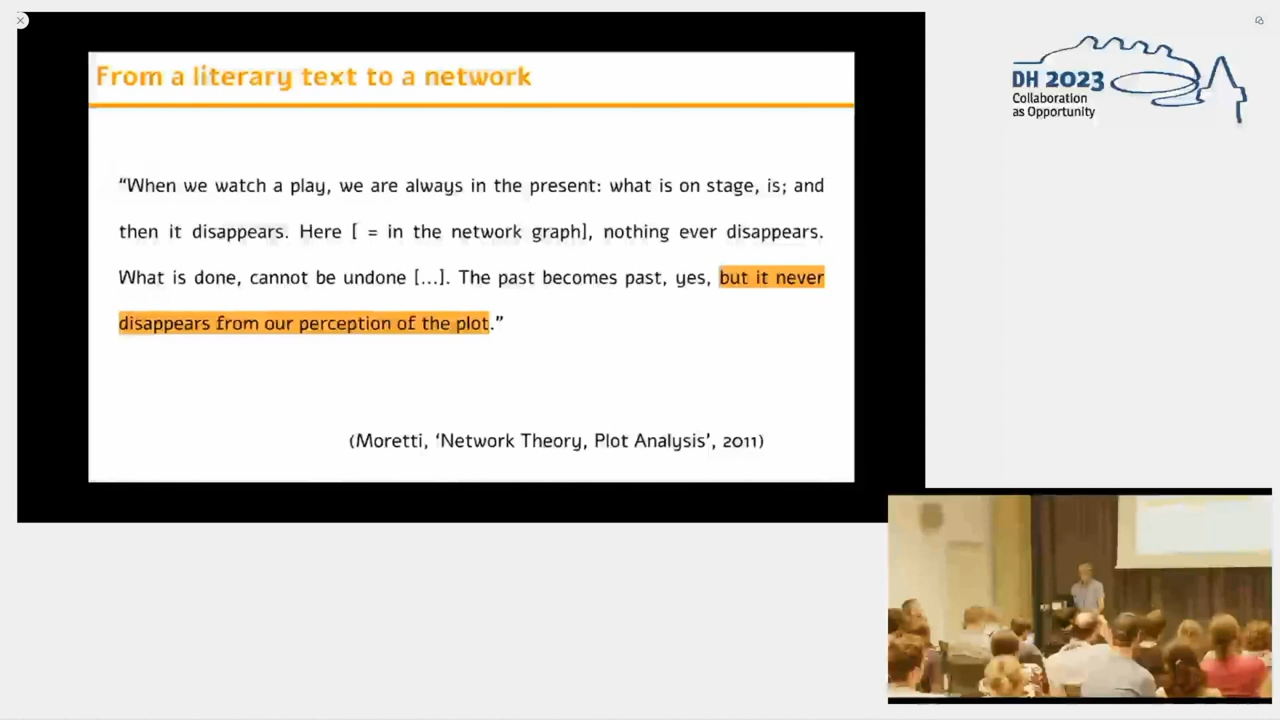 From a literary text to a network
“When we watch a play, we are always in the present: what is on stage, is; and
then it disappears. Here [ = in the network graph], nothing ever disappears.
What is done, cannot be undone [...]. The past becomes past, yes, but it never
disappears from our perception of the plot.”
(Moretti, ‘Network Theory, Plot Analysis’, 2011)
DH 2023
Collaboration
as Opportunity